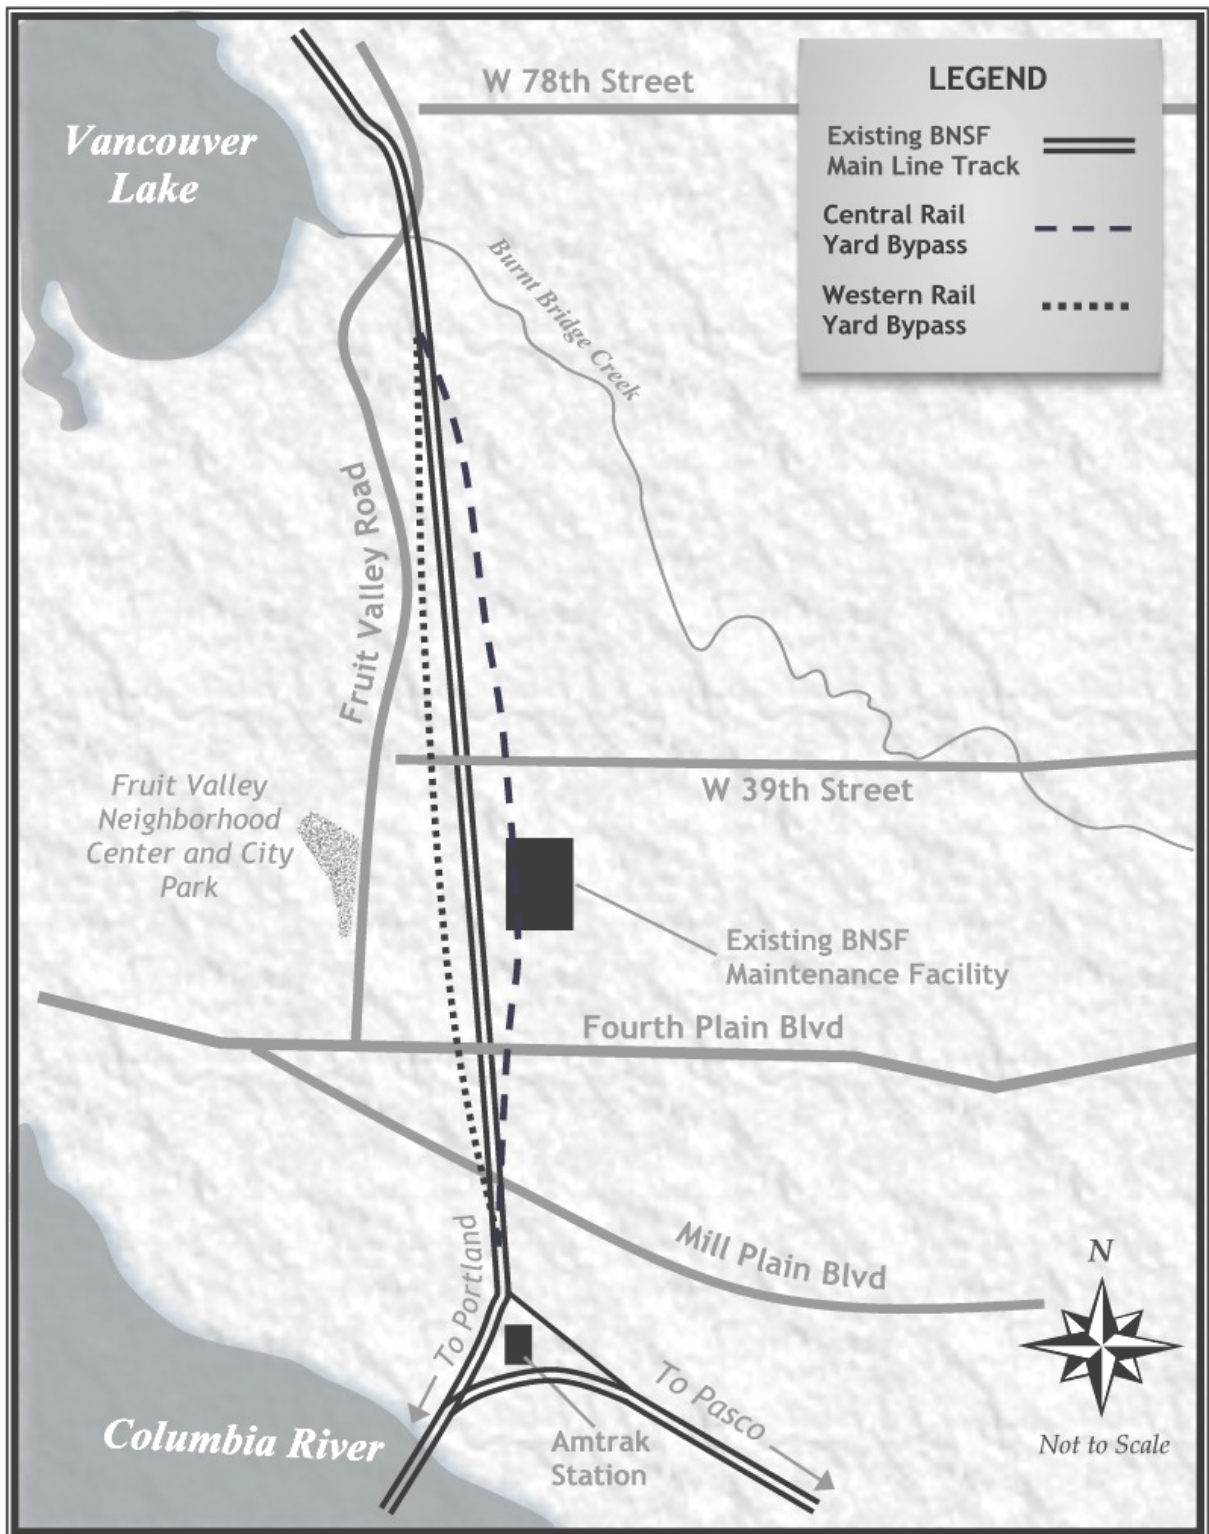 W 78th Street
LEGEND
Existing BNSF
Main Line Track
Central Rail
Yard Bypass
Western Rail
Yard Bypass
Vancouver
Lake
Burnt Bridge Creek
Fruit Valley Road
W 39th Street
Fruit Valley
Neighborhood
Center and City
Park
Existing BNSF
Maintenance Facility
Fourth Plain Blvd
Mill Plain Blvd
To Portland
To Pasco
N
Not to Scale
Columbia River
Amtrak
Station